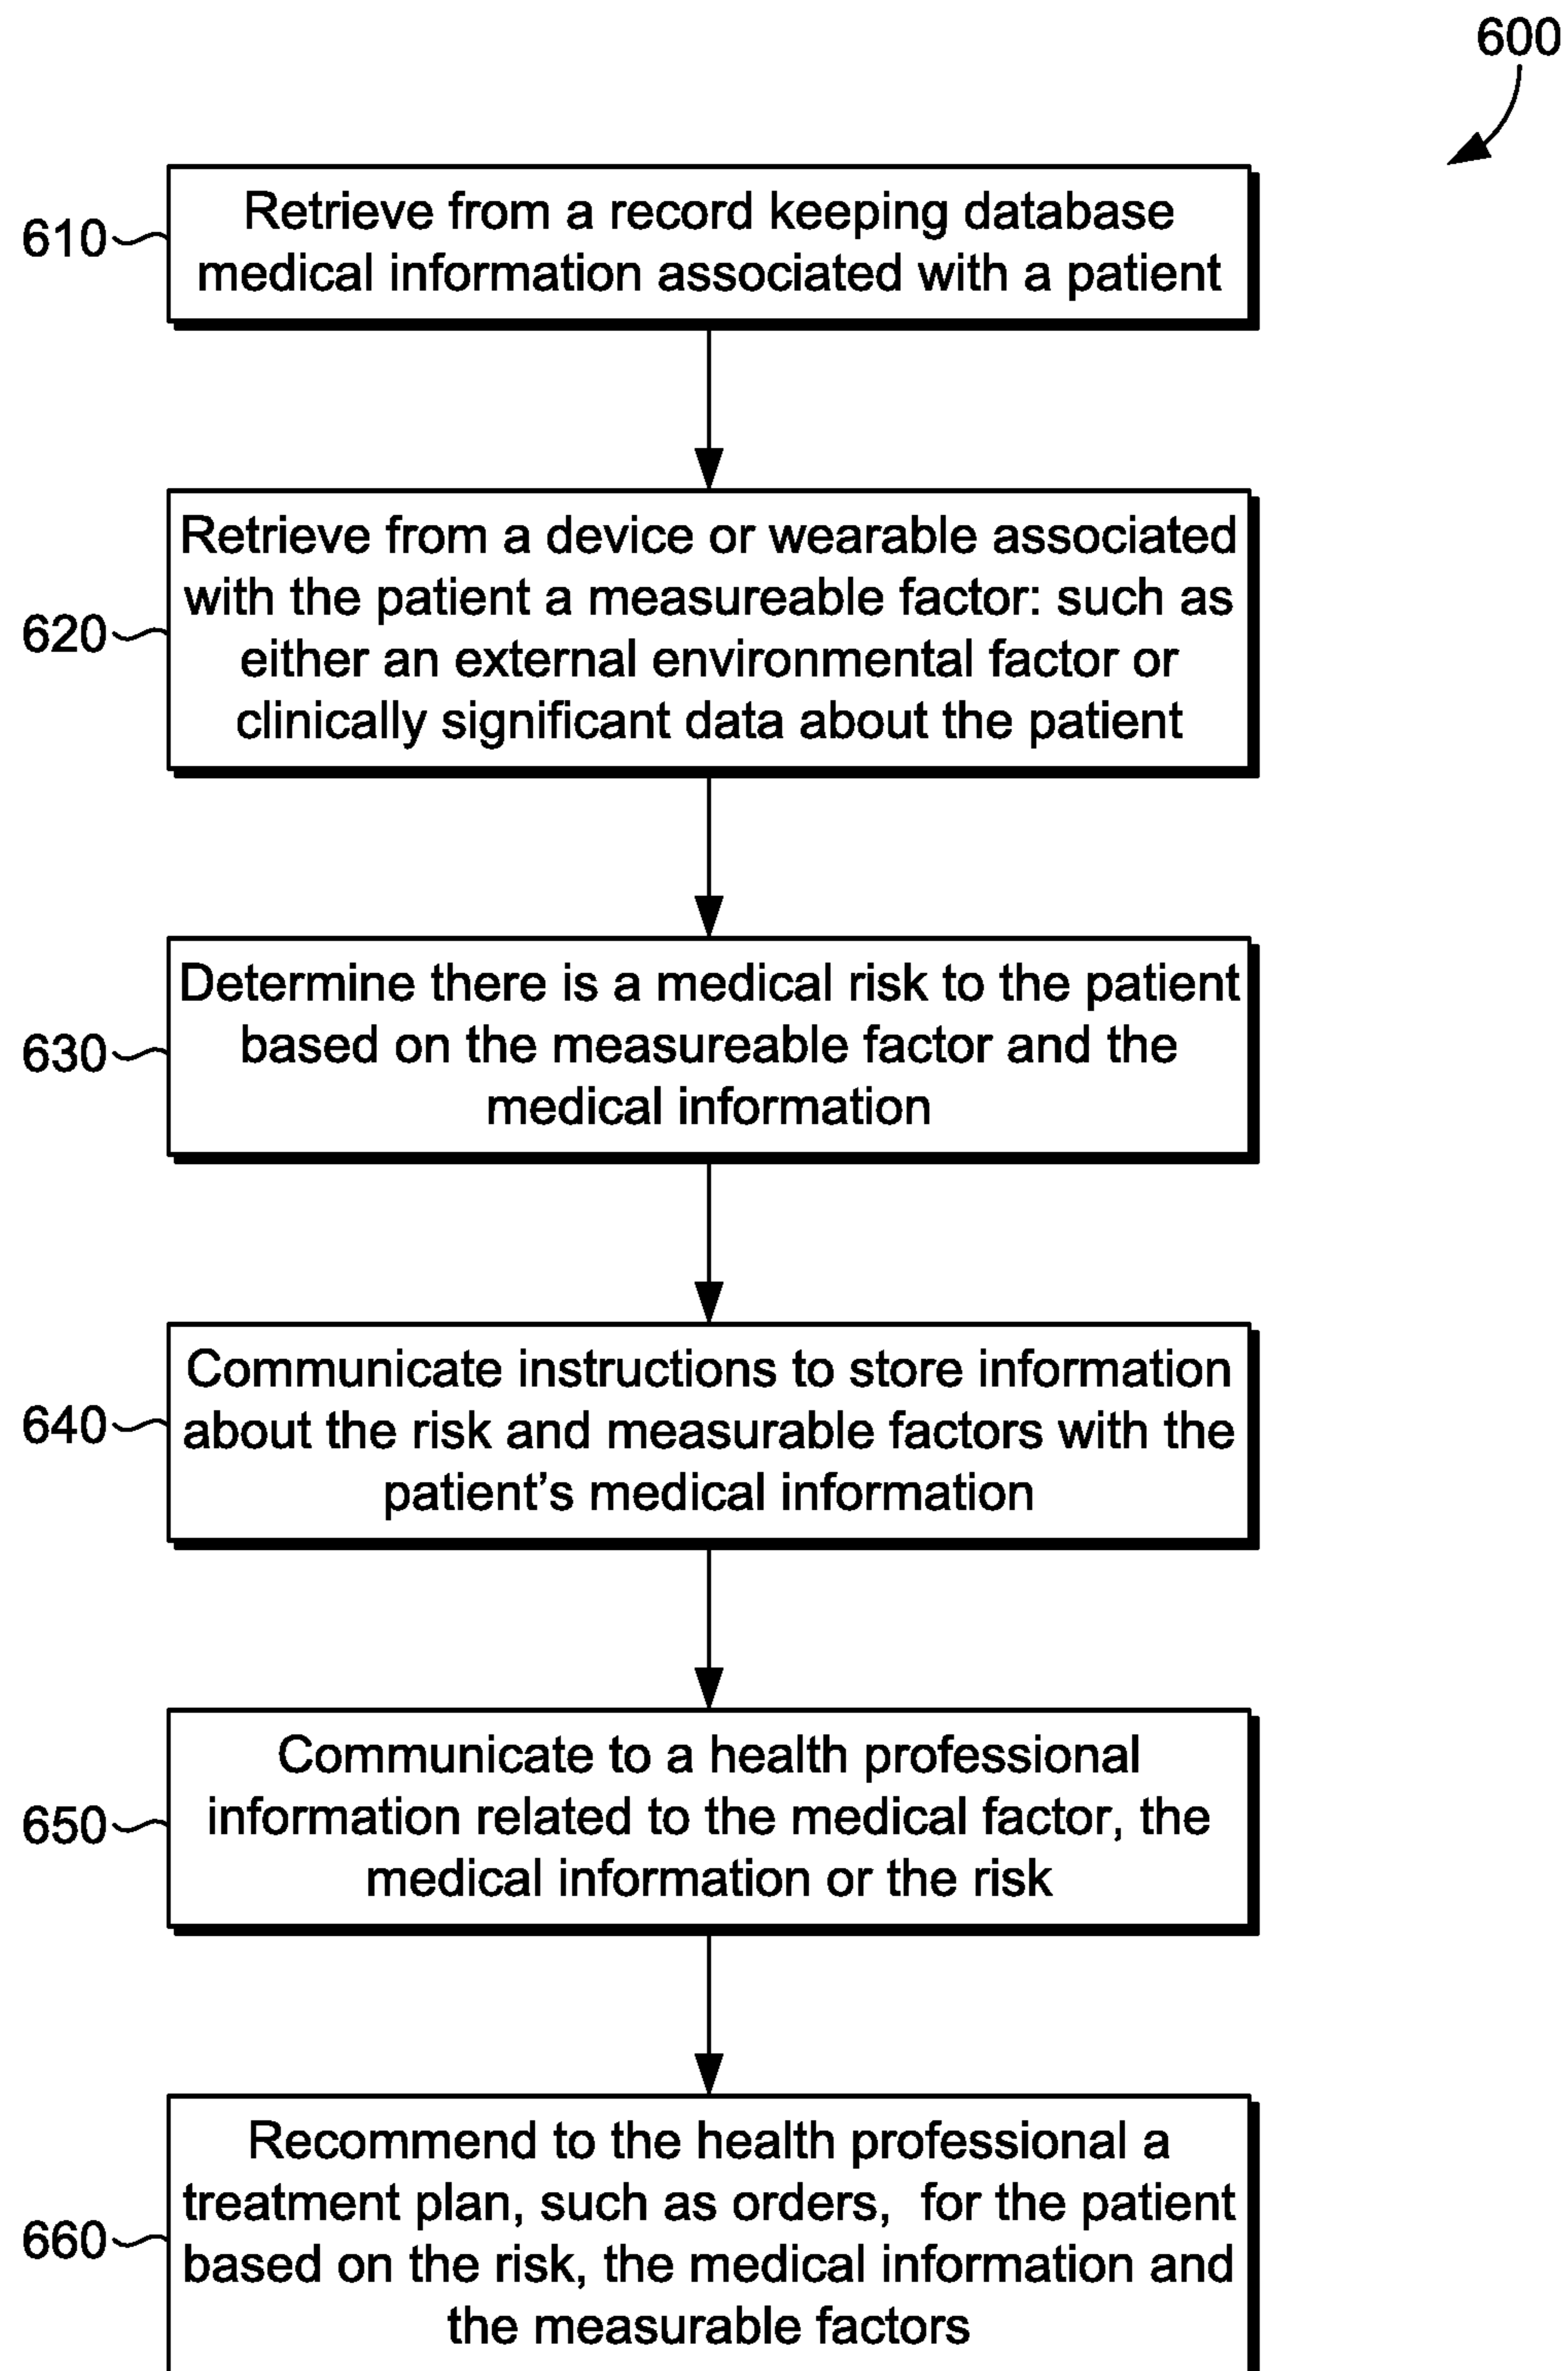 600
610
Retrieve from a record keeping database
medical information associated with a patient
620
Retrieve from a device or wearable associated
with the patient a measureable factor: such as
either an external environmental factor or
clinically significant data about the patient
630
Determine there is a medical risk to the patient
based on the measureable factor and the
medical information
640
Communicate instructions to store information
about the risk and measurable factors with the
patient’s medical information
650
Communicate to a health professional
information related to the medical factor, the
medical information or the risk
660
Recommend to the health professional a
treatment plan, such as orders, for the patient
based on the risk, the medical information and
the measurable factors